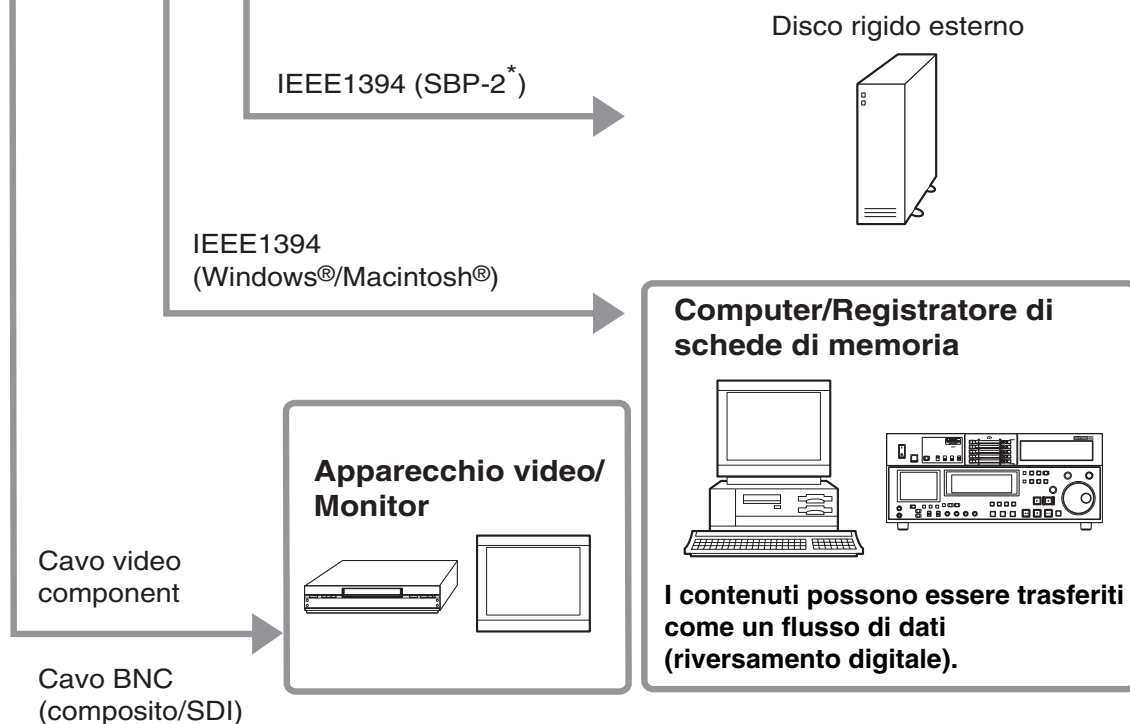 Disco rigido esterno
IEEE1394 (SBP-2*)
IEEE1394
(Windows®/Macintosh®)
Computer/Registratore di
schede di memoria
Apparecchio video/
Monitor
Cavo video
component
I contenuti possono essere trasferiti
come un flusso di dati
(riversamento digitale).
Cavo BNC
(composito/SDI)